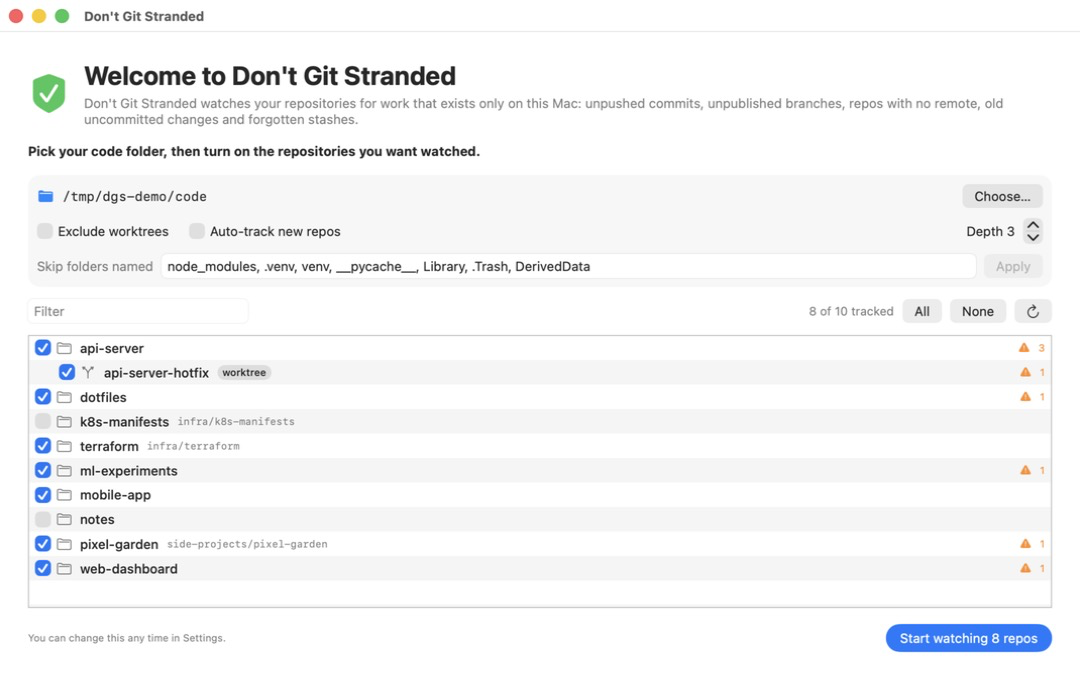 Don't Git Stranded
Welcome to Don't Git Stranded
Don't Git Stranded watches your repositories for work that exists only on this Mac: unpushed commits, unpublished branches, repos with no remote, old
uncommitted changes and forgotten stashes.
Pick your code folder, then turn on the repositories you want watched.
/tmp/dgs-demo/code Choose...
Exclude worktrees Auto-track new repos Depth 3
Skip folders named node_modules, .venv, venv, __pycache__, Library, .Trash, DerivedData Apply
Filter 8 of 10 tracked All None
api-server 3
api-server-hotfix worktree 1
dotfiles 1
k8s-manifests infra/k8s-manifests
terraform infra/terraform
ml-experiments 1
mobile-app
notes
pixel-garden side-projects/pixel-garden 1
web-dashboard 1
You can change this any time in Settings. Start watching 8 repos